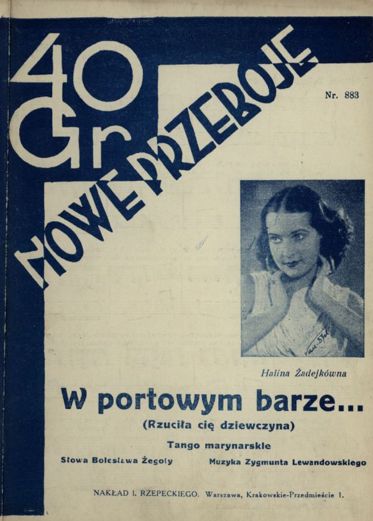 40
Gr.
NOWE PRZEBOJE
Nr. 883
Halina Żadejkówna
W portowym barze...
(Rzuciła cię dziewczyna)
Tango marynarskie
Słowa Bolesława Żegoty
Muzyka Zygmunta Lewandowskiego
NAKŁAD I. RZEPECKIEGO. Warszawa, Krakowskie-Przedmieście 1.